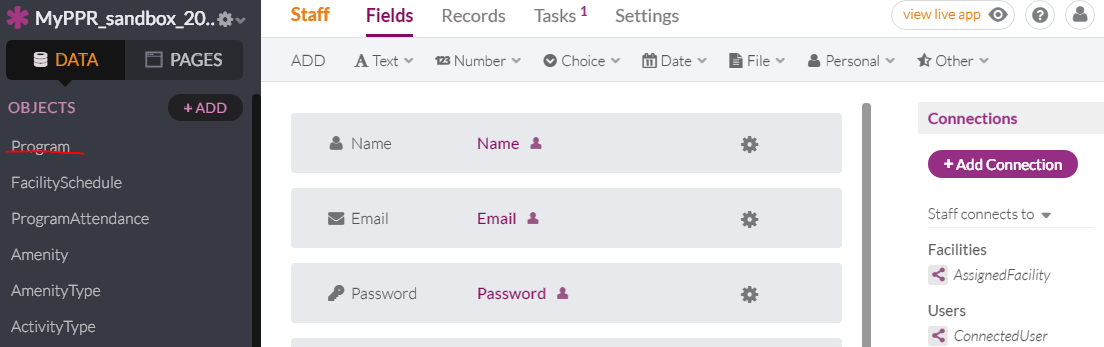 MyPPR_sandbox_20..
DATA
PAGES
OBJECTS
+ ADD
Program
FacilitySchedule
ProgramAttendance
Amenity
AmenityType
ActivityType
Staff
Fields
Records
Tasks 1
Settings
view live app
?
ADD
A Text
123 Number
Choice
11 Date
File
Personal
Other
Name Name
Email Email
Password Password
Connections
+ Add Connection
Staff connects to
Facilities
AssignedFacility
Users
ConnectedUser